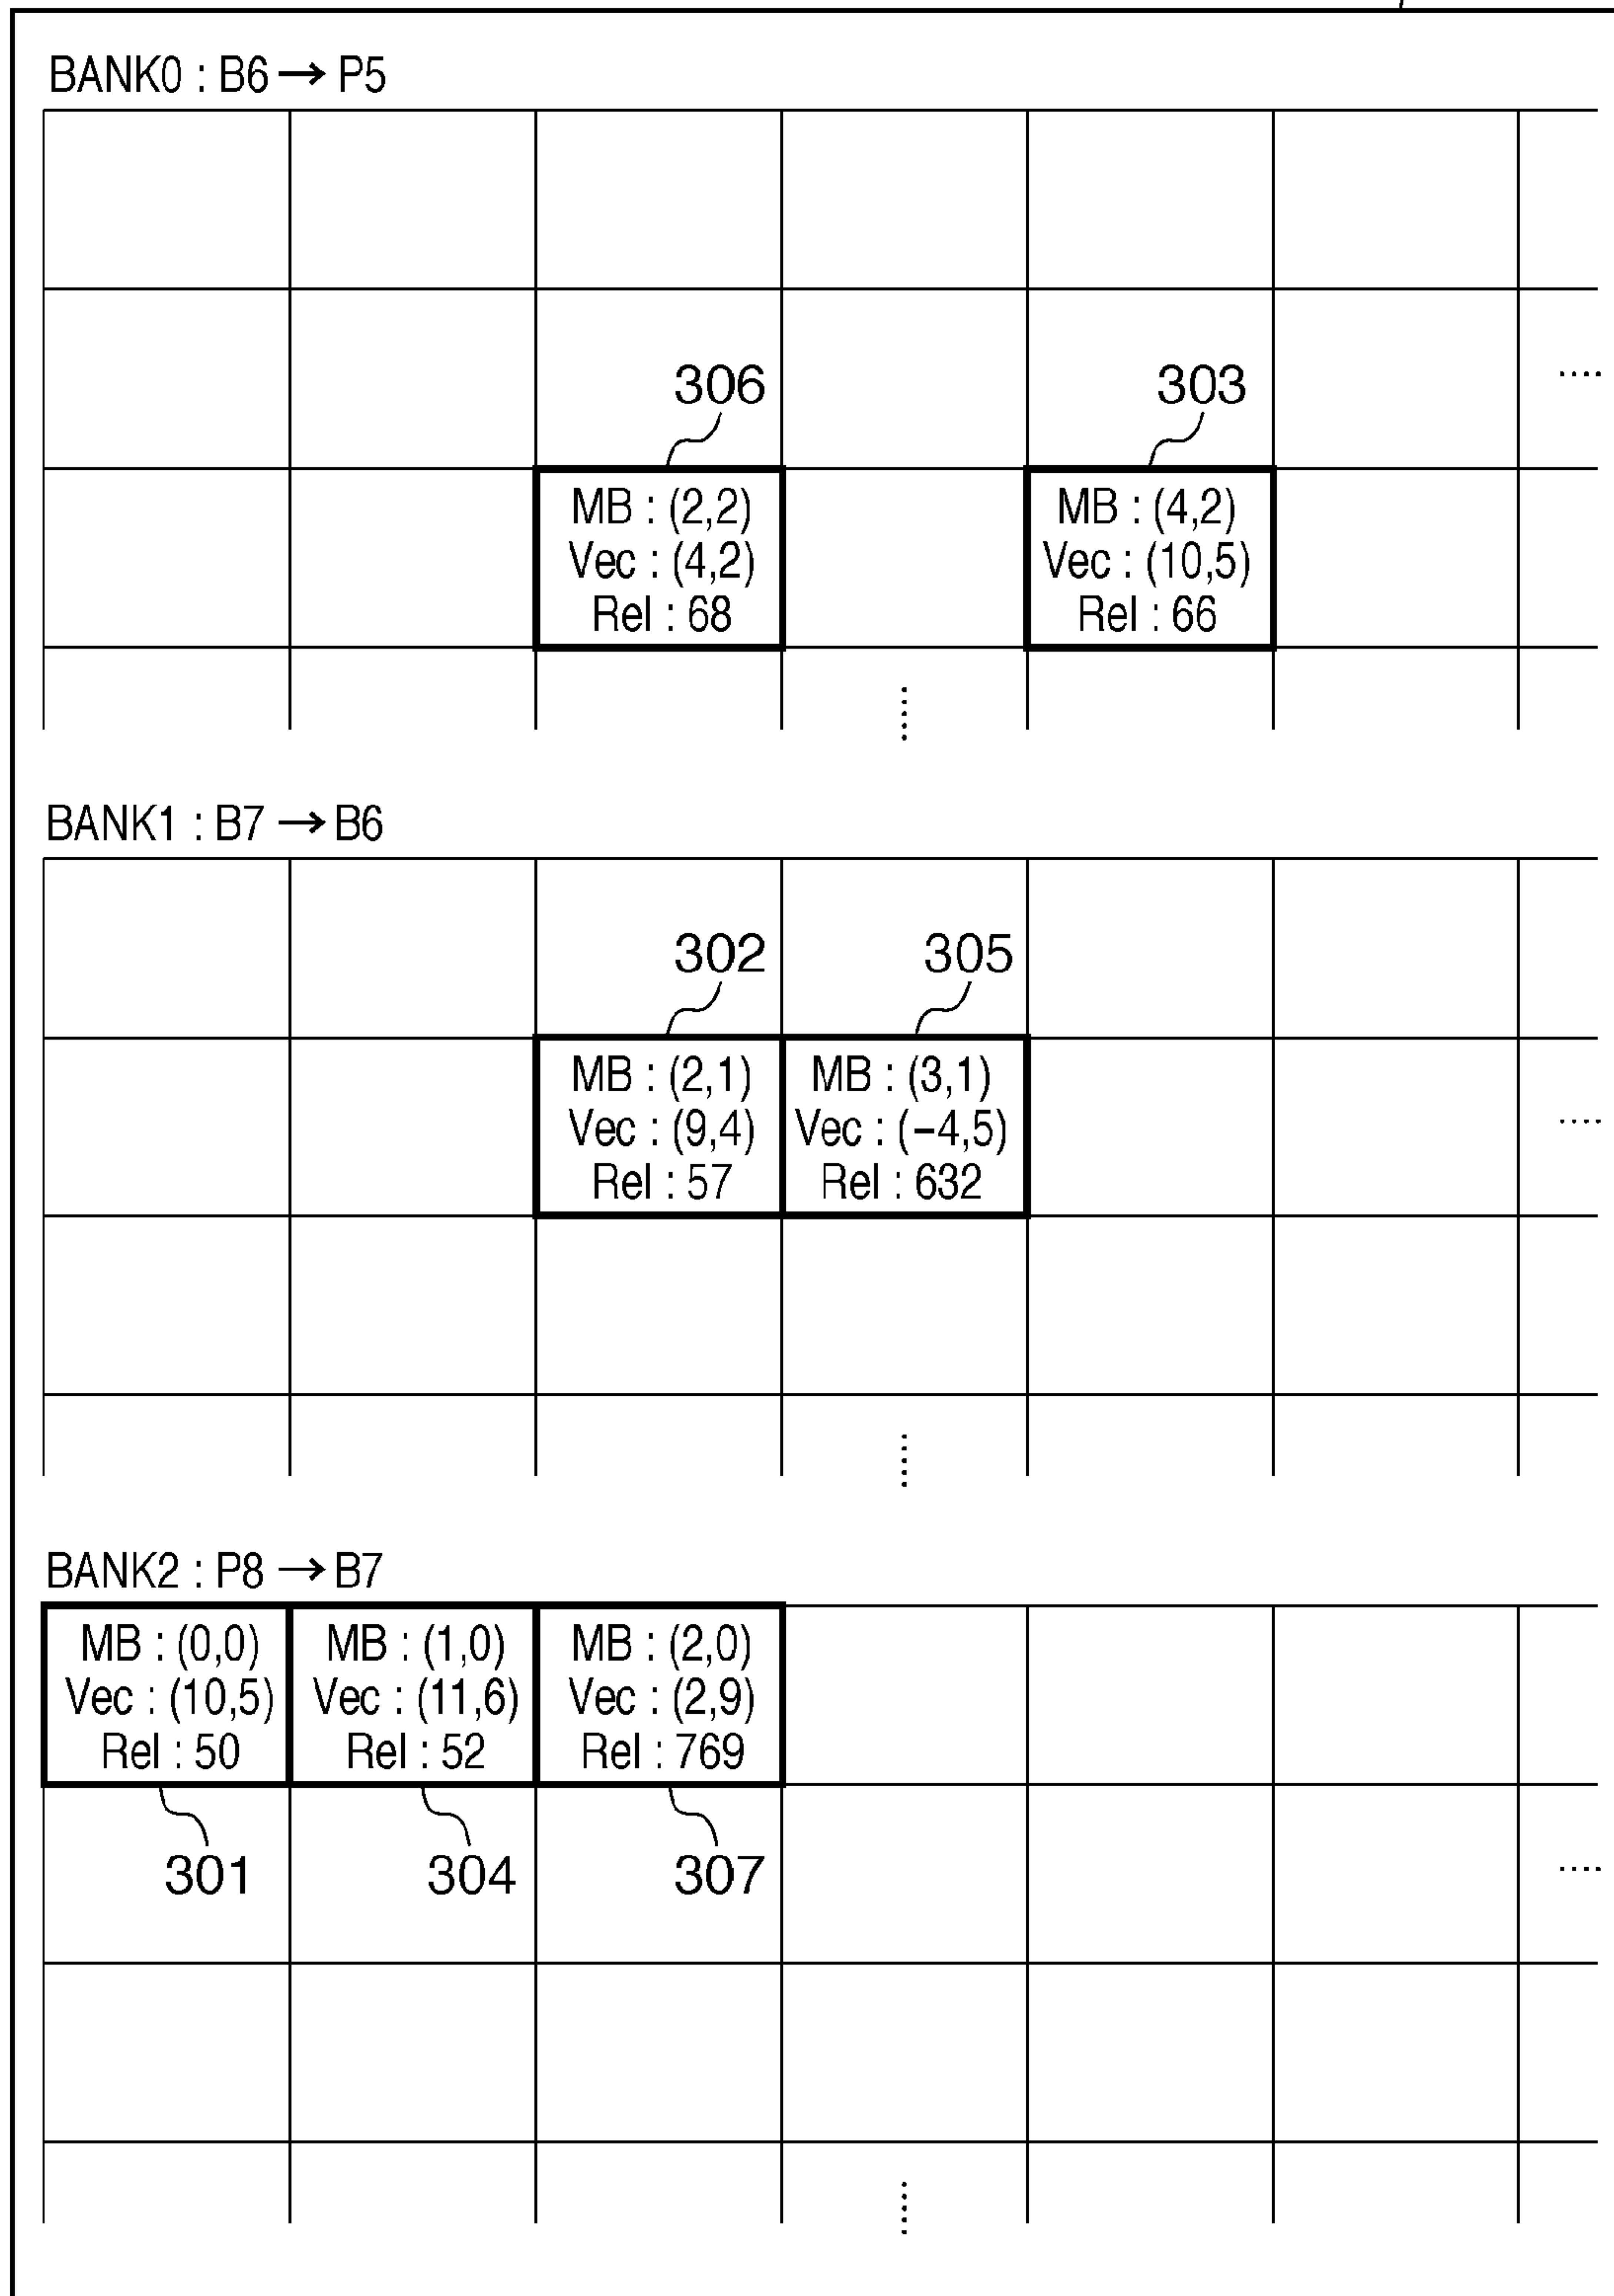 BANK0 : B6 → P5
306
303
MB : (2,2)
Vec : (4,2)
Rel : 68
MB : (4,2)
Vec : (10,5)
Rel : 66
BANK1 : B7 → B6
302
305
MB : (2,1)
Vec : (9,4)
Rel : 57
MB : (3,1)
Vec : (−4,5)
Rel : 632
BANK2 : P8 → B7
MB : (0,0)
Vec : (10,5)
Rel : 50
MB : (1,0)
Vec : (11,6)
Rel : 52
MB : (2,0)
Vec : (2,9)
Rel : 769
301
304
307